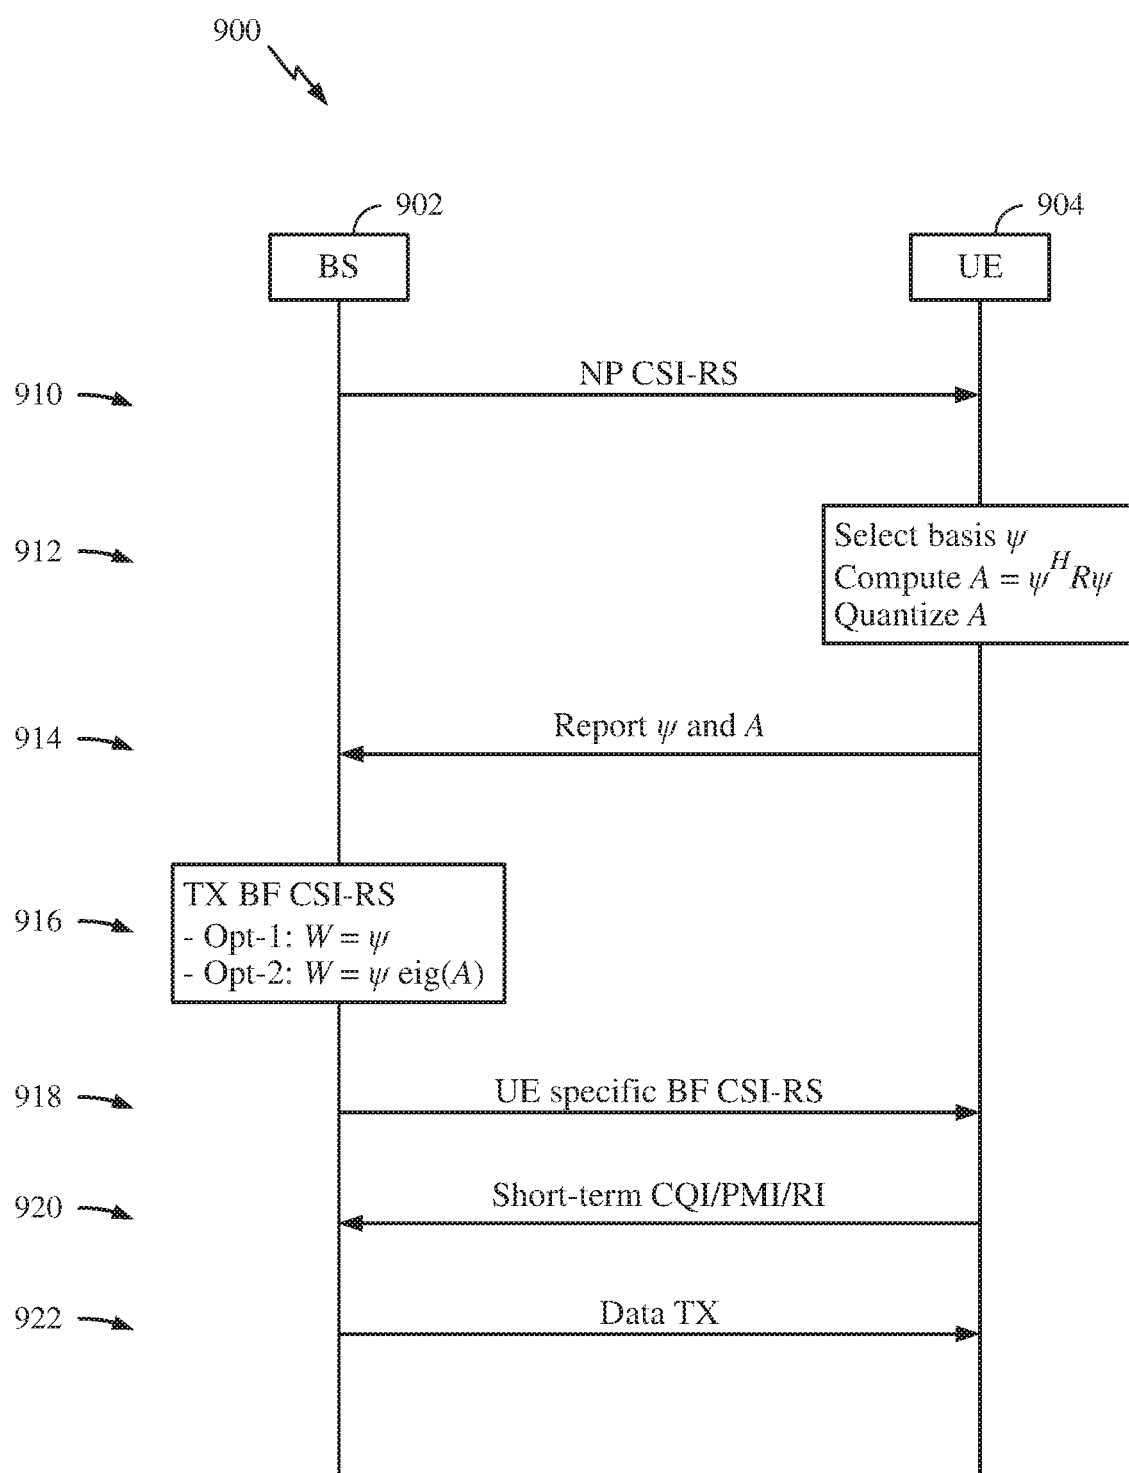 900
902
904
BS
UE
NP CSI-RS
910
912
Select basis ψ
Compute A = ψ^H Rψ
Quantize A
914
Report ψ and A
916
TX BF CSI-RS
- Opt-1: W = ψ
- Opt-2: W = ψ eig(A)
918
UE specific BF CSI-RS
920
Short-term CQI/PMI/RI
922
Data TX